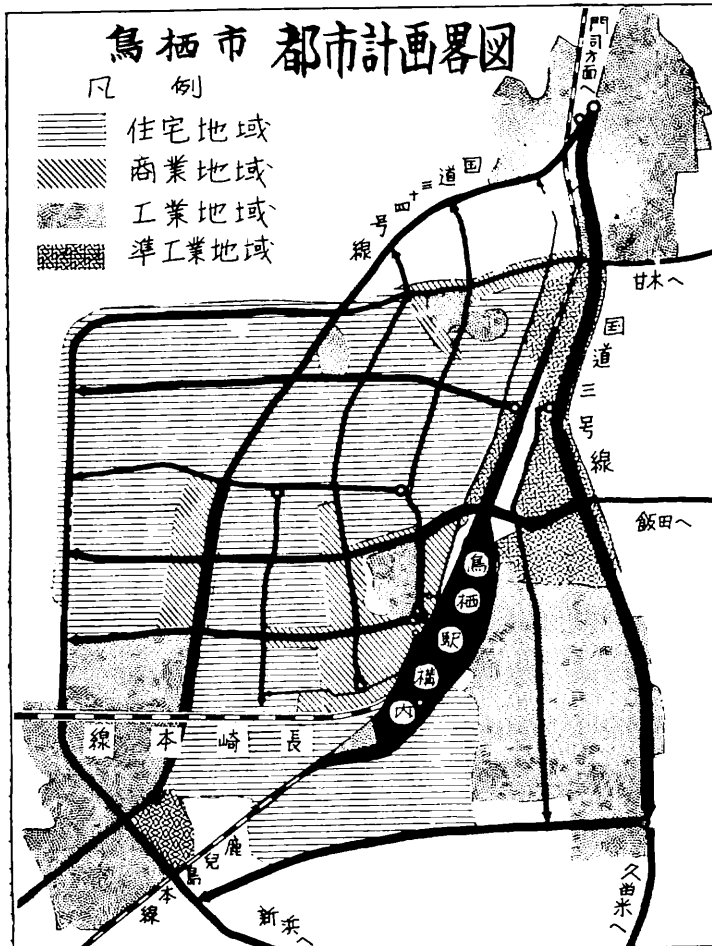 鳥栖市 都市計画畧図
凡例
住宅地域
商業地域
工業地域
準工業地域
門司方面へ
国道三十四号線
甘木へ
国道三号線
飯田へ
鳥栖駅構内
長崎本線
鹿児島本線
新浜へ
久留米へ